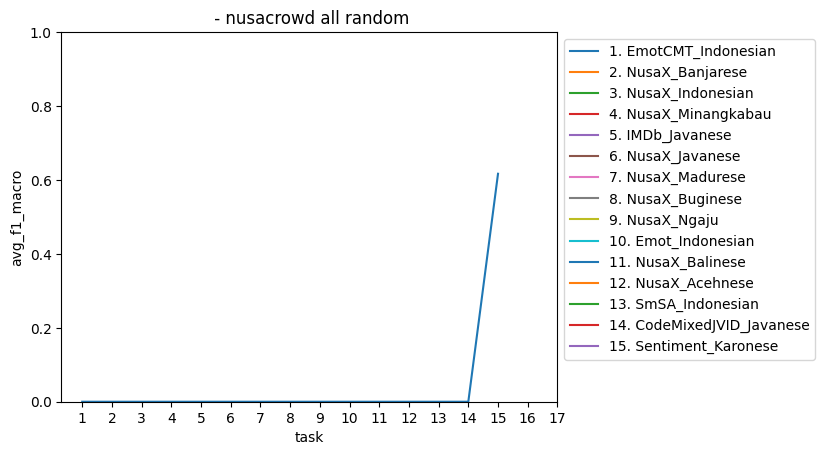 - nusacrowd all random
1.0
0.8
0.6
0.4
0.2
0.0
avg_f1_macro
1 2 3 4 5 6 7 8 9 10 11 12 13 14 15 16 17
task
1. EmotCMT_Indonesian
2. NusaX_Banjarese
3. NusaX_Indonesian
4. NusaX_Minangkabau
5. IMDb_Javanese
6. NusaX_Javanese
7. NusaX_Madurese
8. NusaX_Buginese
9. NusaX_Ngaju
10. Emot_Indonesian
11. NusaX_Balinese
12. NusaX_Acehnese
13. SmSA_Indonesian
14. CodeMixedJVID_Javanese
15. Sentiment_Karonese